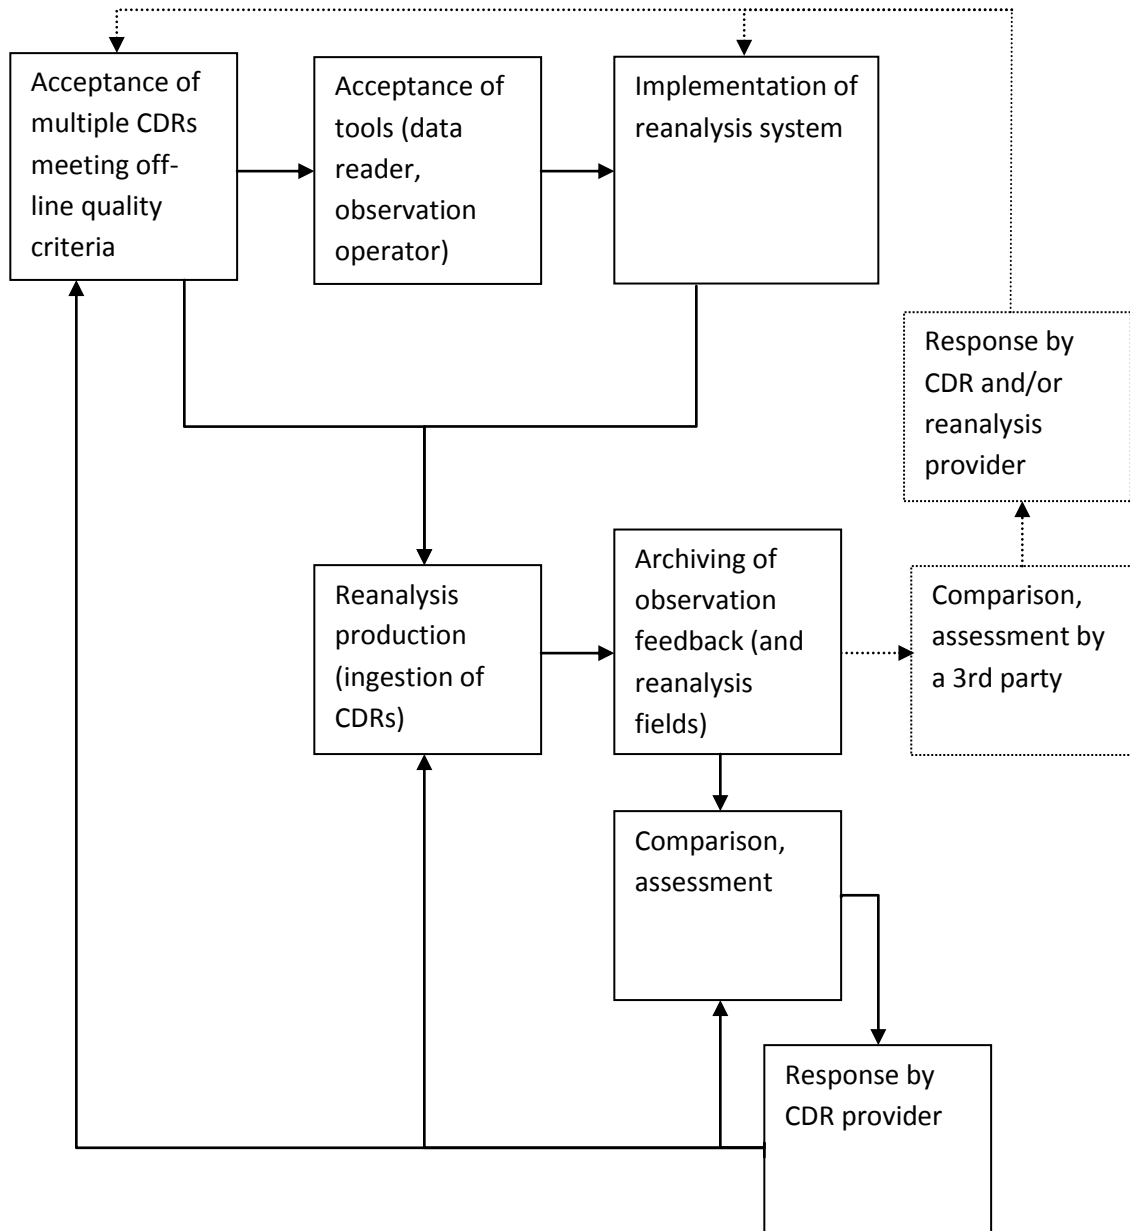 Acceptance of
multiple CDRs
meeting off-
line quality
criteria
Acceptance of
tools (data
reader,
observation
operator)
Implementation of
reanalysis system
Response by
CDR and/or
reanalysis
provider
Reanalysis
production
(ingestion of
CDRs)
Archiving of
observation
feedback (and
reanalysis
fields)
Comparison,
assessment by
a 3rd party
Comparison,
assessment
Response by
CDR provider